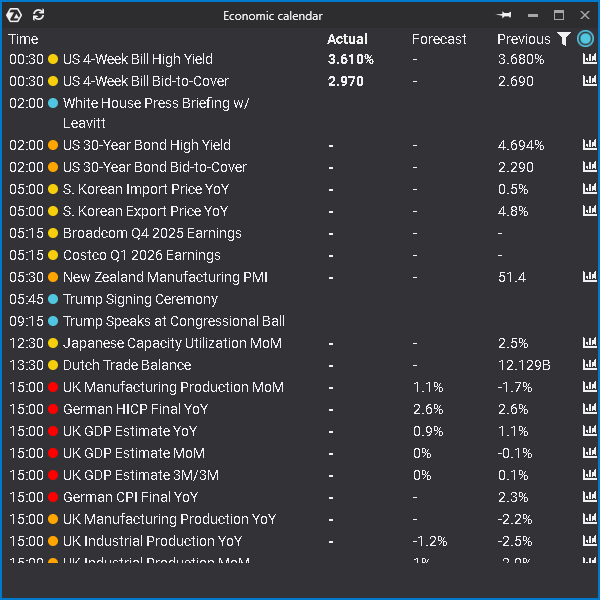 Economic calendar
Time Actual Forecast Previous
00:30 US 4-Week Bill High Yield 3.610% - 3.680%
00:30 US 4-Week Bill Bid-to-Cover 2.970 - 2.690
02:00 White House Press Briefing w/
Leavitt
02:00 US 30-Year Bond High Yield - - 4.694%
02:00 US 30-Year Bond Bid-to-Cover - - 2.290
05:00 S. Korean Import Price YoY - - 0.5%
05:00 S. Korean Export Price YoY - - 4.8%
05:15 Broadcom Q4 2025 Earnings - - -
05:15 Costco Q1 2026 Earnings - - -
05:30 New Zealand Manufacturing PMI - - 51.4
05:45 Trump Signing Ceremony
09:15 Trump Speaks at Congressional Ball
12:30 Japanese Capacity Utilization MoM - - 2.5%
13:30 Dutch Trade Balance - - 12.129B
15:00 UK Manufacturing Production MoM - 1.1% -1.7%
15:00 German HICP Final YoY - 2.6% 2.6%
15:00 UK GDP Estimate YoY - 0.9% 1.1%
15:00 UK GDP Estimate MoM - 0% -0.1%
15:00 UK GDP Estimate 3M/3M - 0% 0.1%
15:00 German CPI Final YoY - - 2.3%
15:00 UK Manufacturing Production YoY - - -2.2%
15:00 UK Industrial Production YoY - -1.2% -2.5%
15:00 UK Industrial Production MoM